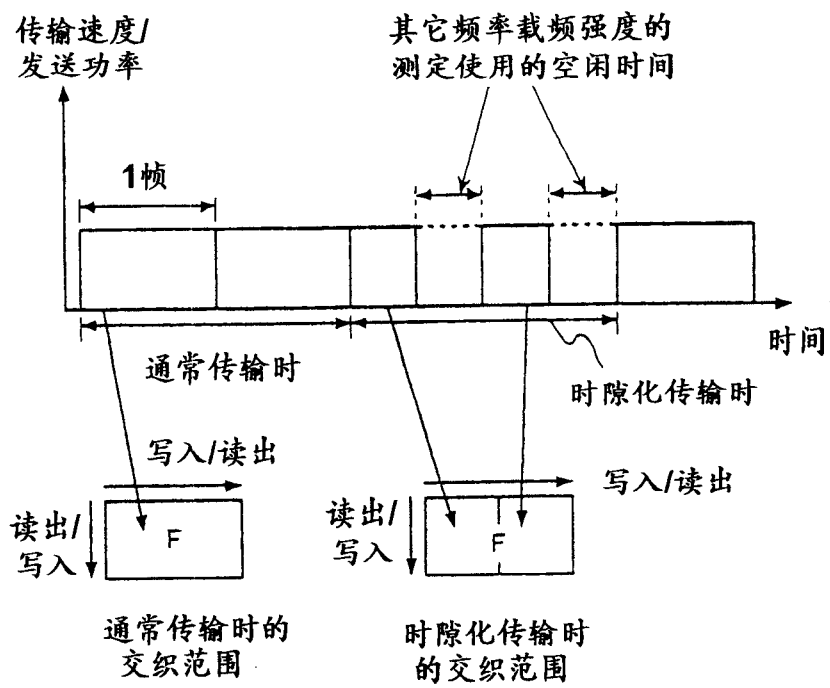 传输速度/
发送功率
其它频率载频强度的
测定使用的空闲时间
1帧
时间
通常传输时
时隙化传输时
写入/读出
写入/读出
读出/
写入
F
读出/
写入
F
通常传输时的
交织范围
时隙化传输时
的交织范围